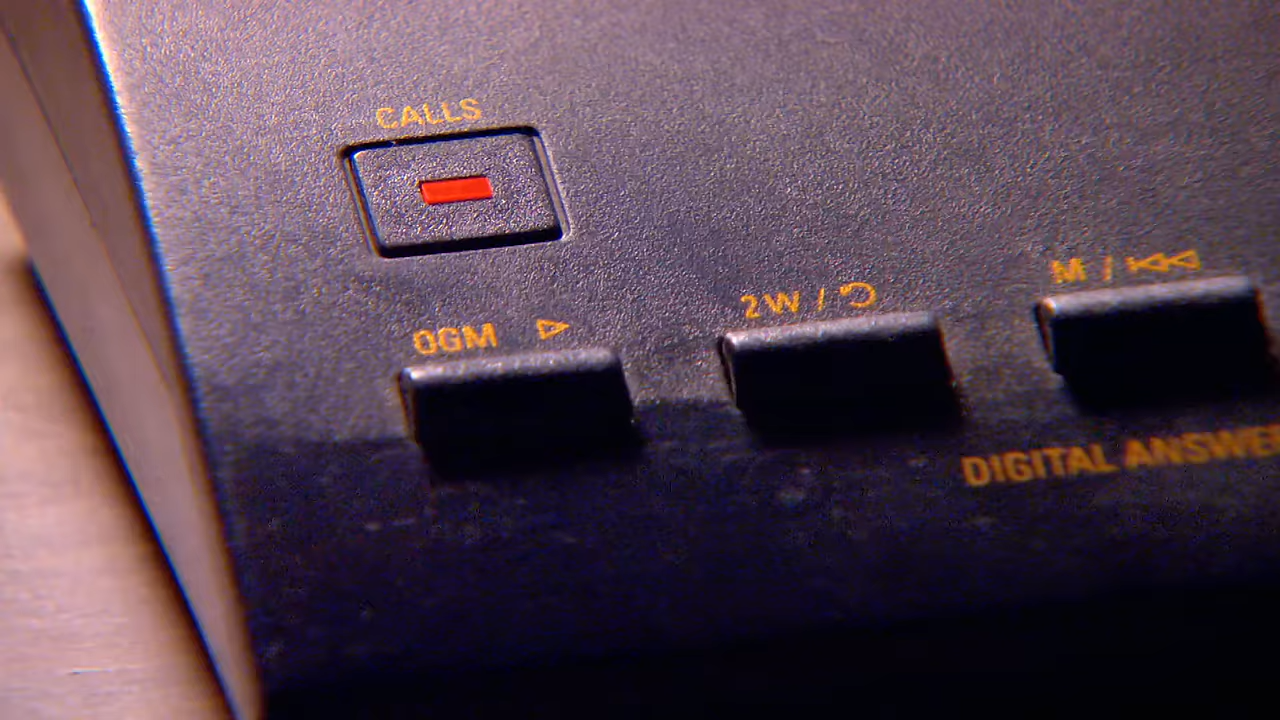 CALLS
OGM ▷
2W / ⮌
M / ⏮
DIGITAL ANSWE